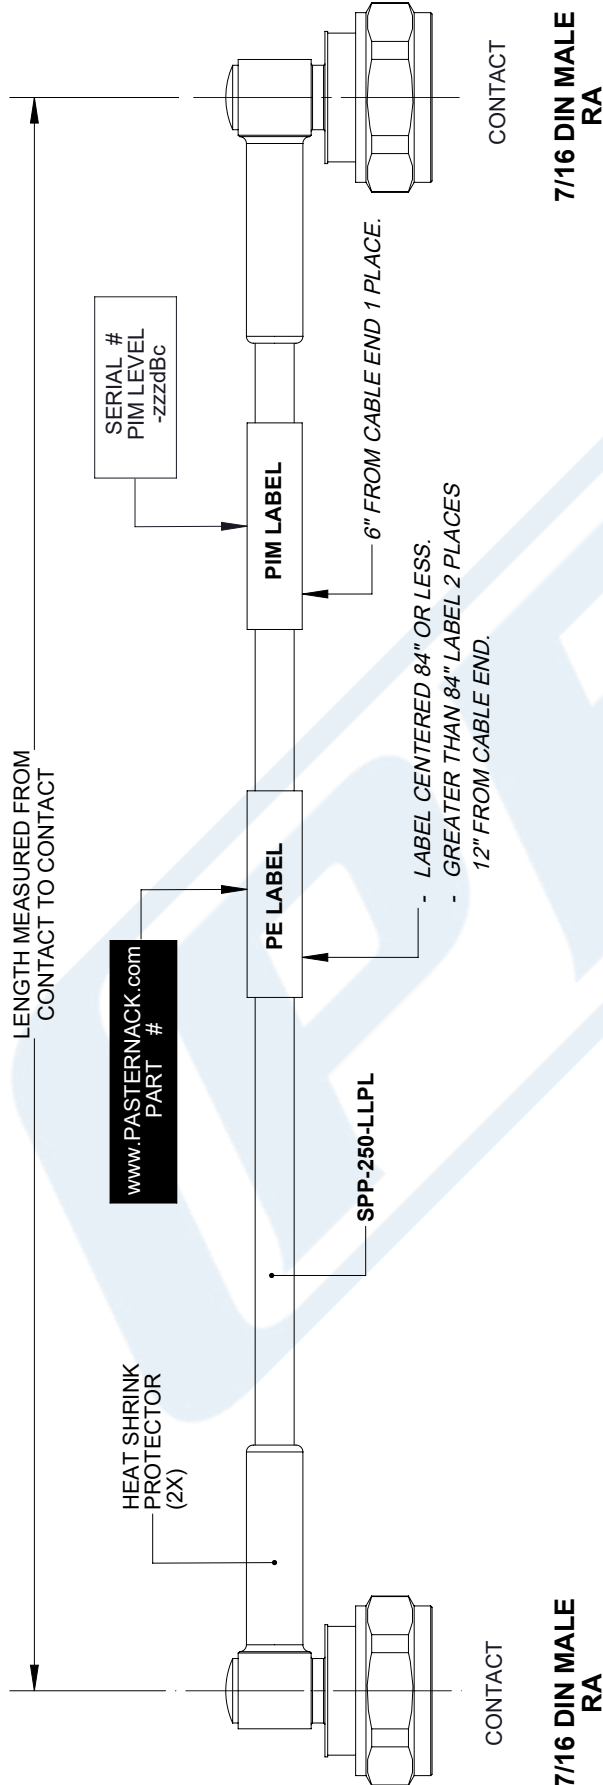 LENGTH MEASURED FROM
CONTACT TO CONTACT
HEAT SHRINK
PROTECTOR
(2X)
www.PASTERNACK.com
PART #
SERIAL #
PIM LEVEL
-zzzdBc
PE LABEL
PIM LABEL
SPP-250-LLPL
- LABEL CENTERED 84" OR LESS.
- GREATER THAN 84" LABEL 2 PLACES
12" FROM CABLE END.
6" FROM CABLE END 1 PLACE.
CONTACT
7/16 DIN MALE
RA
CONTACT
7/16 DIN MALE
RA